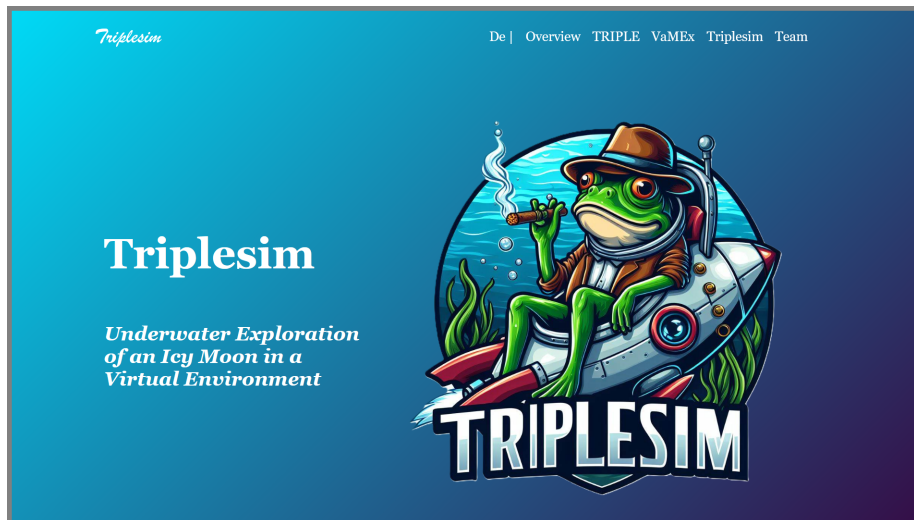 Triplesim
De | Overview TRIPLE VaMEx Triplesim Team
Triplesim
Underwater Exploration
of an Icy Moon in a
Virtual Environment
TRIPLESIM